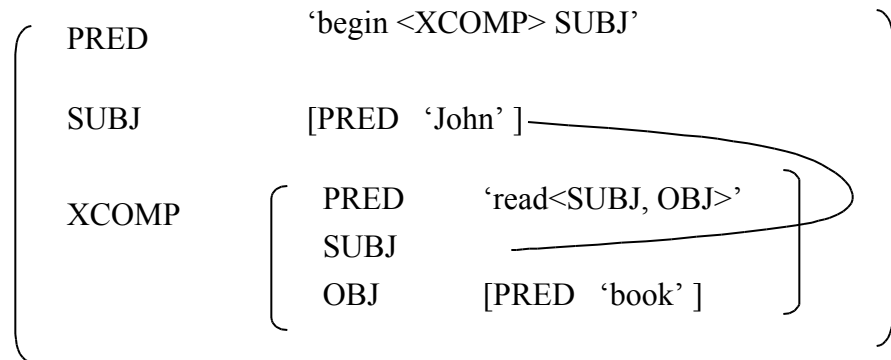 PRED ‘begin <XCOMP> SUBJ’
SUBJ [PRED ‘John’ ]
XCOMP PRED ‘read<SUBJ, OBJ>’
SUBJ
OBJ [PRED ‘book’ ]